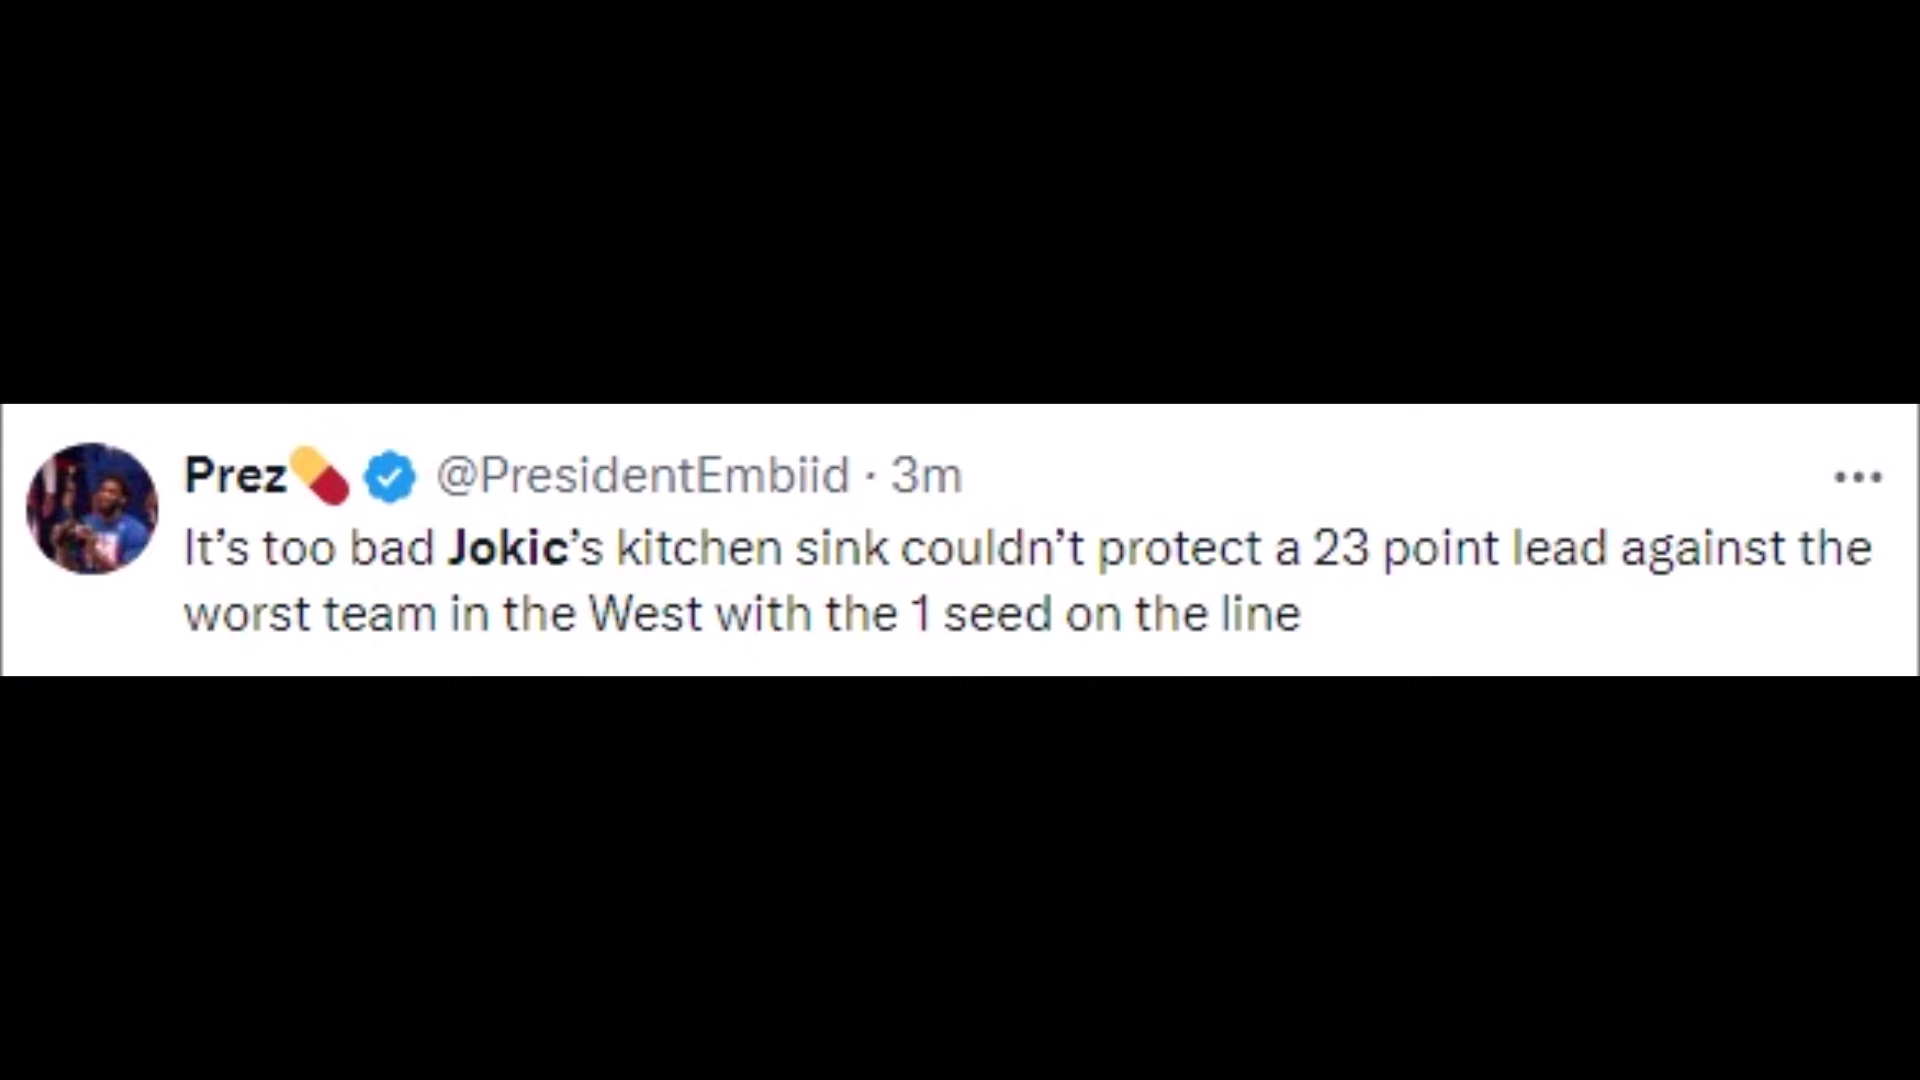 Prez💊 @PresidentEmbiid · 3m
It's too bad Jokic's kitchen sink couldn't protect a 23 point lead against the
worst team in the West with the 1 seed on the line